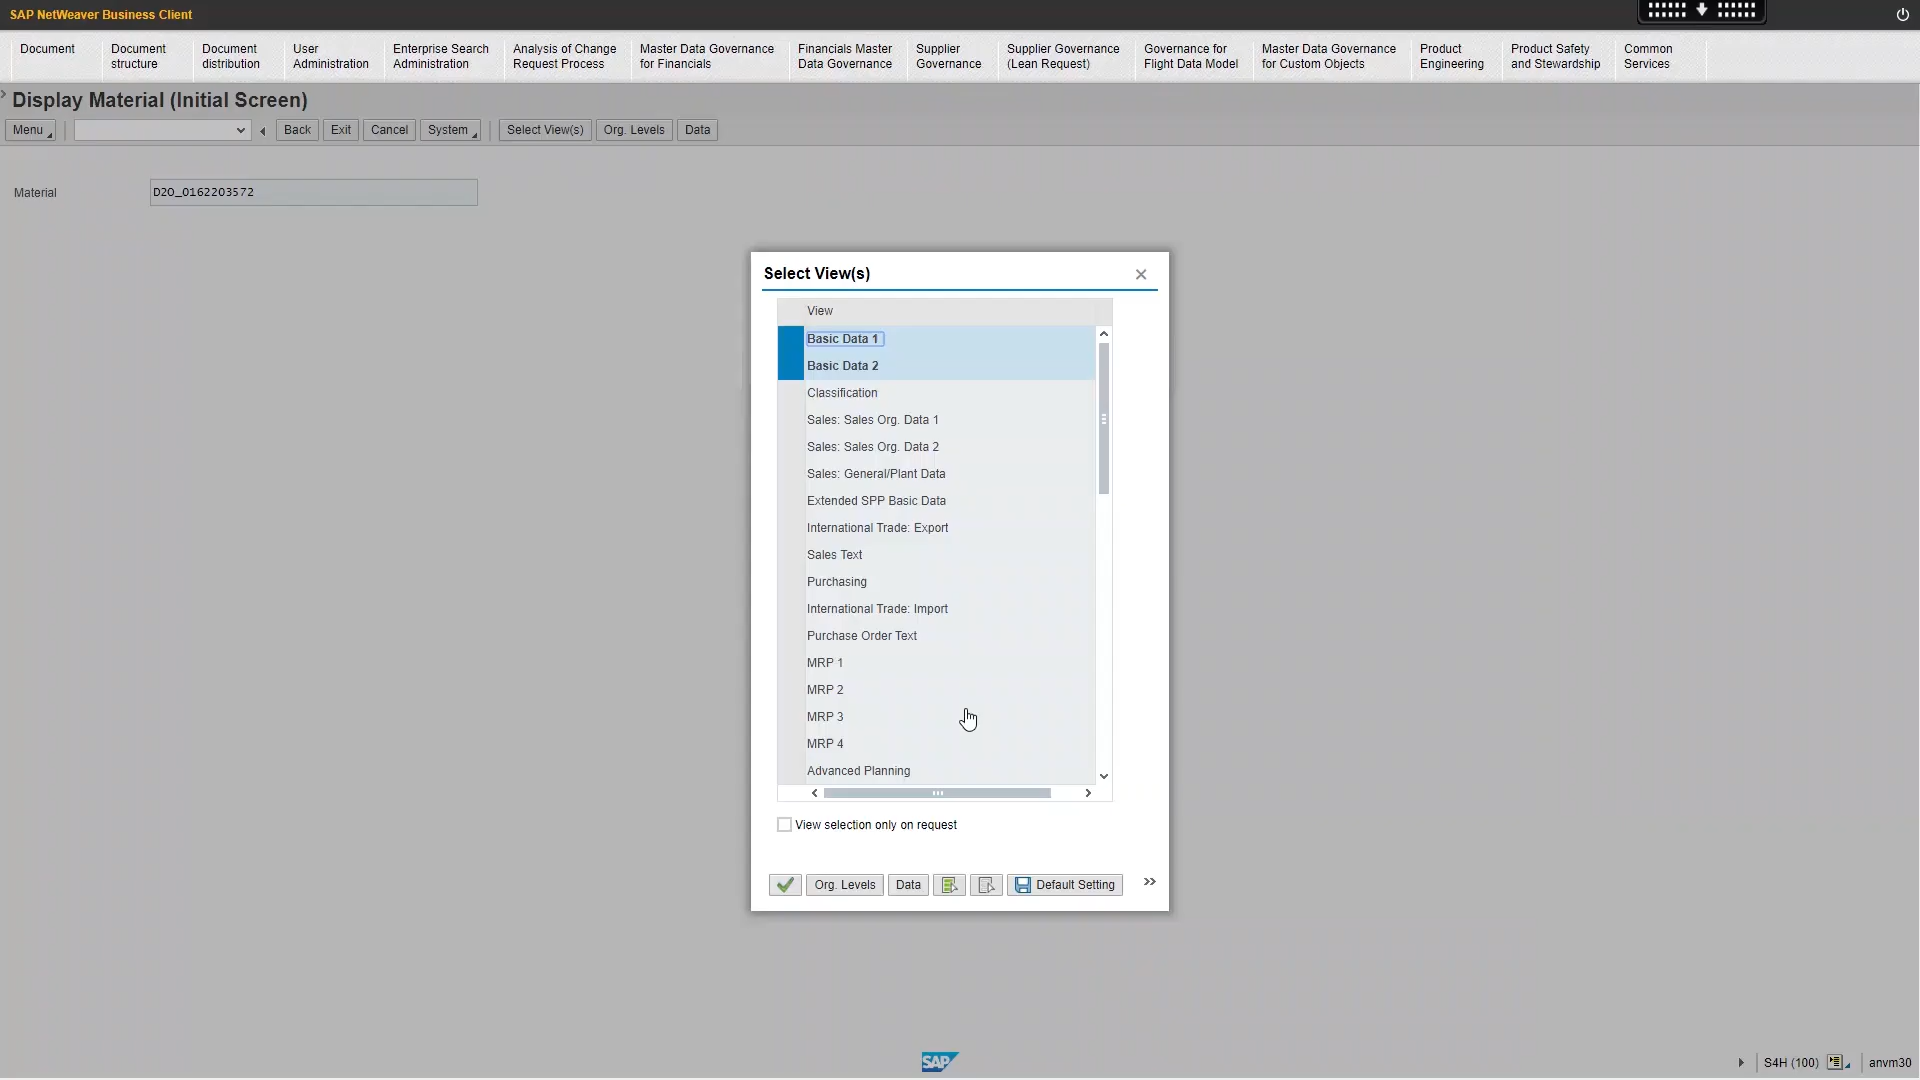 SAP NetWeaver Business Client
Document
Document structure
Document distribution
User Administration
Enterprise Search Administration
Analysis of Change Request Process
Master Data Governance for Financials
Financials Master Data Governance
Supplier Governance
Supplier Governance (Lean Request)
Governance for Flight Data Model
Master Data Governance for Custom Objects
Product Engineering
Product Safety and Stewardship
Common Services
Display Material (Initial Screen)
Menu
Back
Exit
Cancel
System
Select View(s)
Org. Levels
Data
Material
D2O_0162203572
Select View(s)
View
Basic Data 1
Basic Data 2
Classification
Sales: Sales Org. Data 1
Sales: Sales Org. Data 2
Sales: General/Plant Data
Extended SPP Basic Data
International Trade: Export
Sales Text
Purchasing
International Trade: Import
Purchase Order Text
MRP 1
MRP 2
MRP 3
MRP 4
Advanced Planning
View selection only on request
Org. Levels
Data
Default Setting
SAP
S4H (100)
anvm30